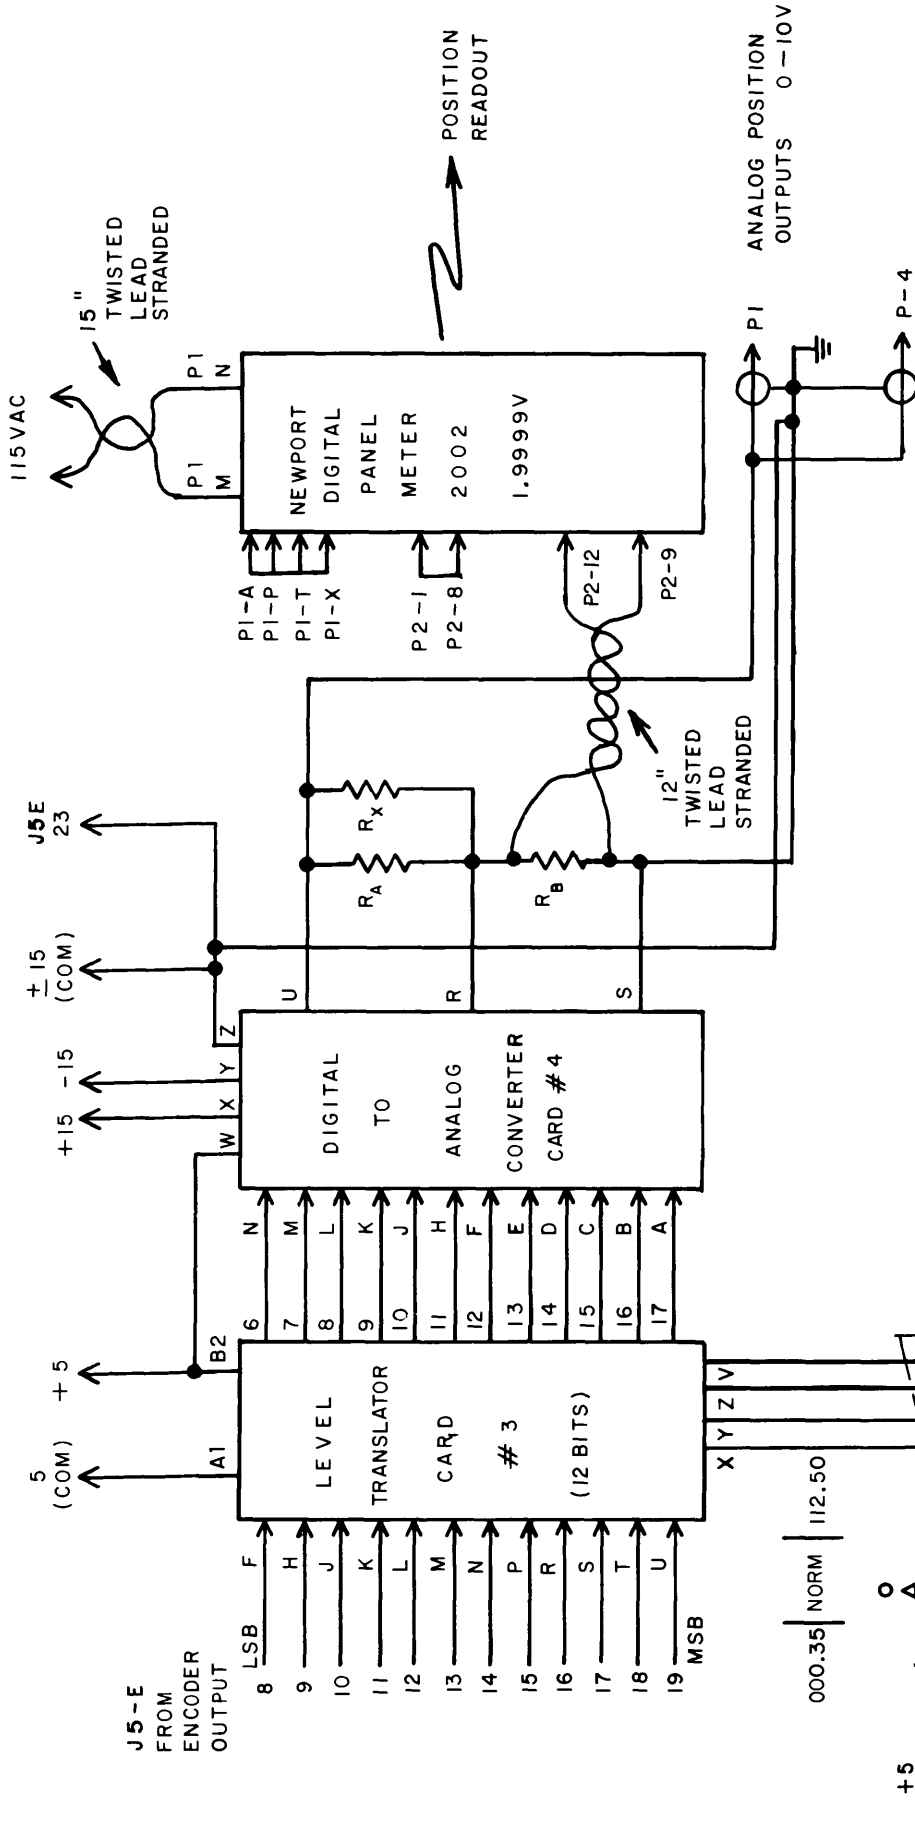 J5-E
FROM
ENCODER
OUTPUT
LSB
8 F
9 H
10 J
11 K
12 L
13 M
14 N
15 P
16 R
17 S
18 T
19 U
MSB
5
(COM)
+5
A1
B2
LEVEL
TRANSLATOR
CARD
#3
(12 BITS)
6 N
7 M
8 L
9 K
10 J
11 H
12 F
13 E
14 D
15 C
16 B
17 A
X Y Z V
+15
-15
±15
(COM)
J5E
23
W X Y Z
DIGITAL
TO
ANALOG
CONVERTER
CARD #4
U
R
S
RA
RX
RB
12"
TWISTED
LEAD
STRANDED
P1-A
P1-P
P1-T
P1-X
P2-1
P2-8
P2-12
P2-9
115VAC
15"
TWISTED
LEAD
STRANDED
P1 P1
M N
NEWPORT
DIGITAL
PANEL
METER
2002
1.9999V
POSITION
READOUT
P1
ANALOG POSITION
OUTPUTS 0-10V
P-4
000.35 NORM 112.50
+5